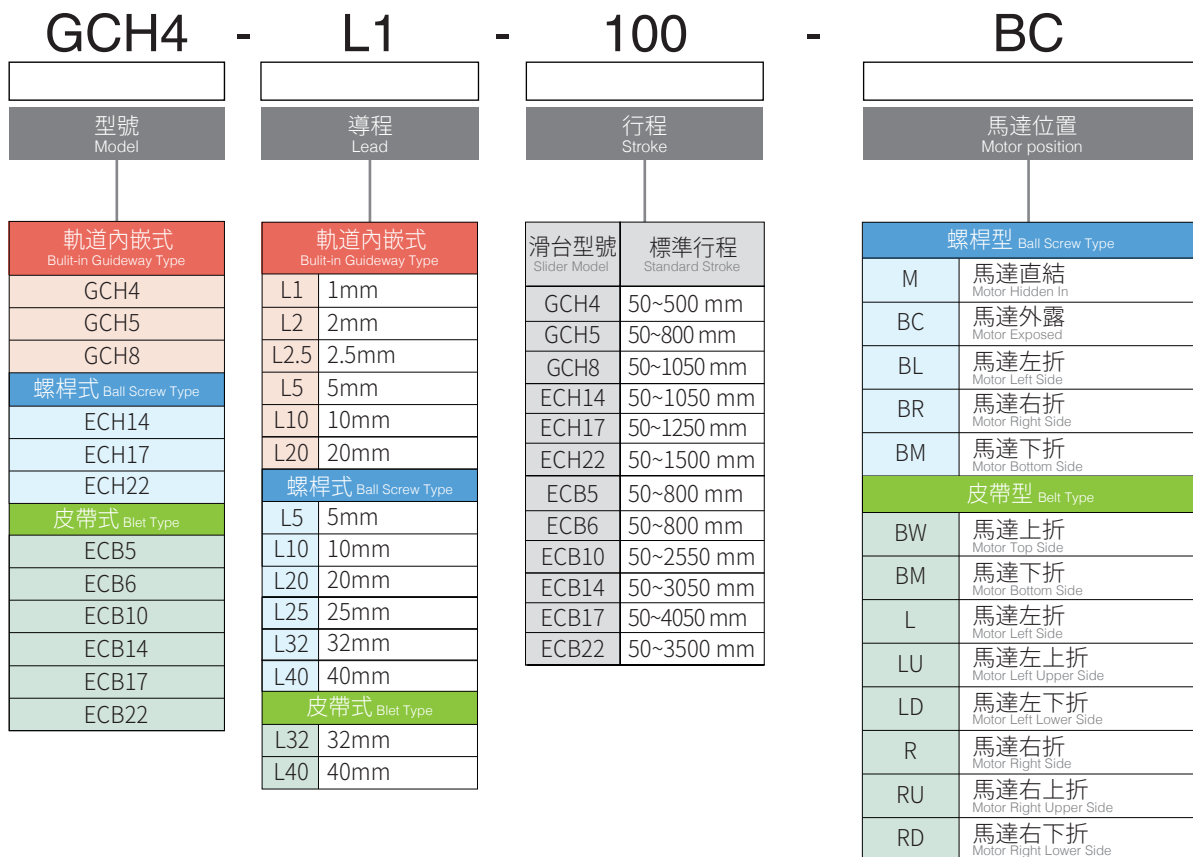 GCH4 - L1 - 100 - BC
型號
Model
軌道內嵌式
Bulit-in Guideway Type
GCH4
GCH5
GCH8
螺桿式 Ball Screw Type
ECH14
ECH17
ECH22
皮帶式 Blet Type
ECB5
ECB6
ECB10
ECB14
ECB17
ECB22
導程
Lead
軌道內嵌式
Bulit-in Guideway Type
L1 1mm
L2 2mm
L2.5 2.5mm
L5 5mm
L10 10mm
L20 20mm
螺桿式 Ball Screw Type
L5 5mm
L10 10mm
L20 20mm
L25 25mm
L32 32mm
L40 40mm
皮帶式 Blet Type
L32 32mm
L40 40mm
行程
Stroke
滑台型號 標準行程
Slider Model Standard Stroke
GCH4 50~500 mm
GCH5 50~800 mm
GCH8 50~1050 mm
ECH14 50~1050 mm
ECH17 50~1250 mm
ECH22 50~1500 mm
ECB5 50~800 mm
ECB6 50~800 mm
ECB10 50~2550 mm
ECB14 50~3050 mm
ECB17 50~4050 mm
ECB22 50~3500 mm
馬達位置
Motor position
螺桿型 Ball Screw Type
M 馬達直結
Motor Hidden In
BC 馬達外露
Motor Exposed
BL 馬達左折
Motor Left Side
BR 馬達右折
Motor Right Side
BM 馬達下折
Motor Bottom Side
皮帶型 Belt Type
BW 馬達上折
Motor Top Side
BM 馬達下折
Motor Bottom Side
L 馬達左折
Motor Left Side
LU 馬達左上折
Motor Left Upper Side
LD 馬達左下折
Motor Left Lower Side
R 馬達右折
Motor Right Side
RU 馬達右上折
Motor Right Upper Side
RD 馬達右下折
Motor Right Lower Side